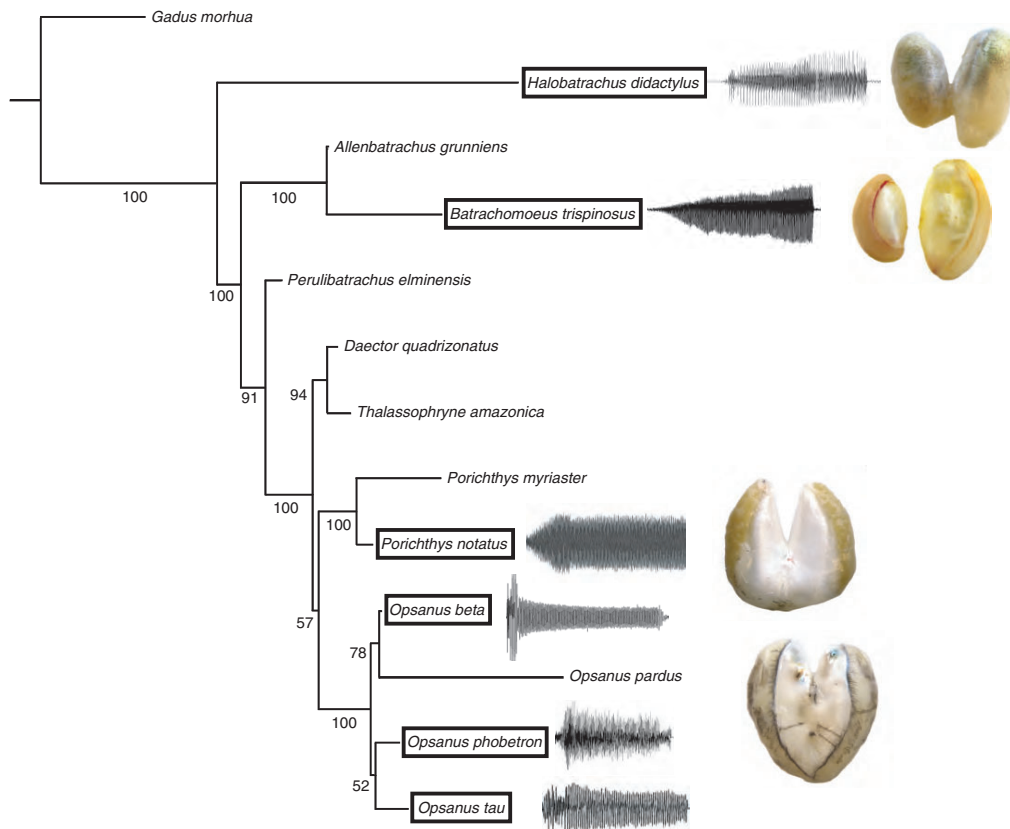 Gadus morhua
Halobatrachus didactylus
Allenbatrachus grunniens
100
100
Batrachomoeus trispinosus
100
Perulibatrachus elminensis
Daector quadrizonatus
94
91
Thalassophryne amazonica
Porichthys myriaster
100
100
Porichthys notatus
Opsanus beta
57
78
Opsanus pardus
100
Opsanus phobetron
52
Opsanus tau